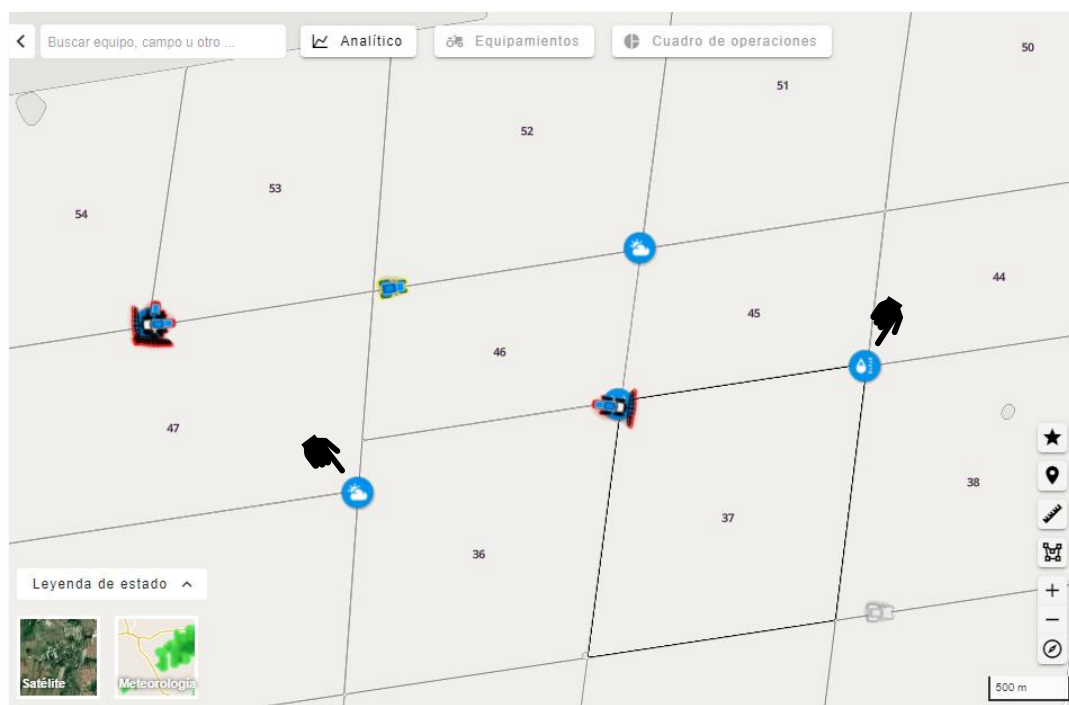 Buscar equipo, campo u otro ...
Analítico
Equipamientos
Cuadro de operaciones
50
51
52
53
54
44
45
46
47
38
37
36
Leyenda de estado
Satélite
Meteorología
500 m